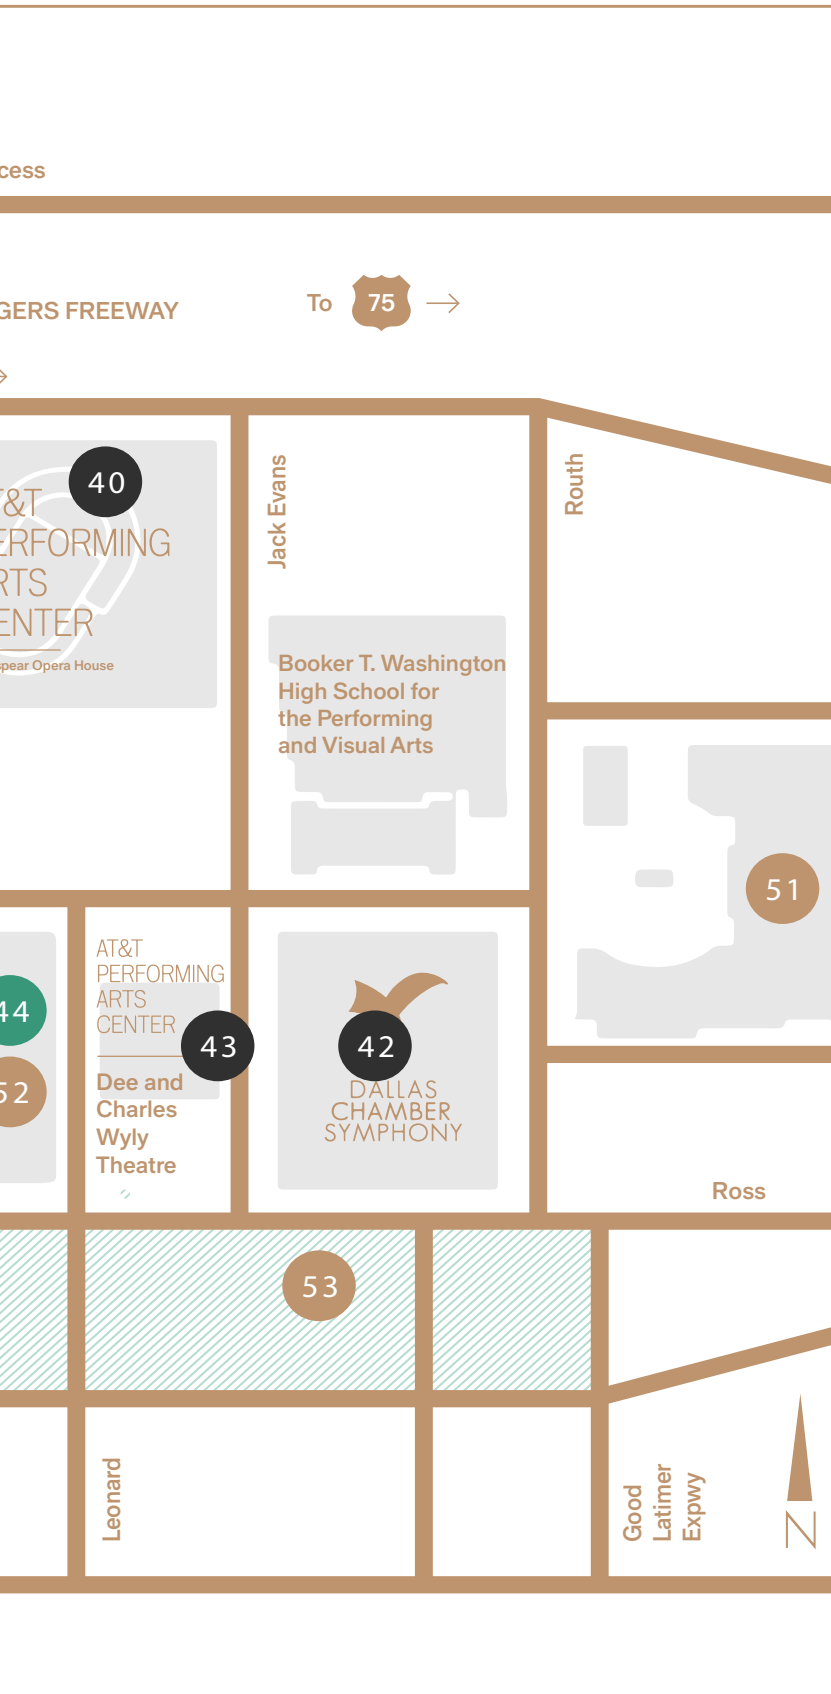 cess
GERS FREEWAY
To
75
40
T&T
ERFORMING
RTS
ENTER
spear Opera House
Jack Evans
Routh
Booker T. Washington
High School for
the Performing
and Visual Arts
51
44
52
AT&T
PERFORMING
ARTS
CENTER
43
Dee and
Charles
Wyly
Theatre
42
DALLAS
CHAMBER
SYMPHONY
Ross
53
Leonard
Good
Latimer
Expwy
N